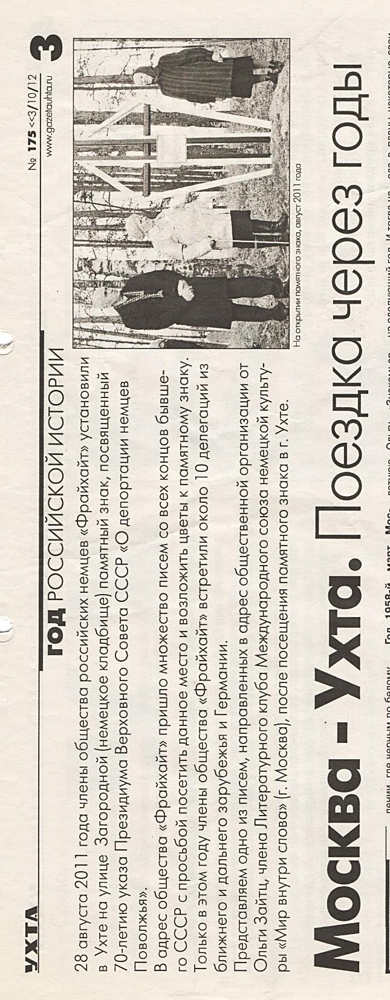 УХТА
№ 175 <<3/10/12
www.gazetauhta.ru
3
ГОД РОССИЙСКОЙ ИСТОРИИ
28 августа 2011 года члены общества российских немцев «Фрайхайт» установили
в Ухте на улице Загородной (немецкое кладбище) памятный знак, посвященный
70-летию указа Президиума Верховного Совета СССР «О депортации немцев
Поволжья».
В адрес общества «Фрайхайт» пришло множество писем со всех концов бывше-
го СССР с просьбой посетить данное место и возложить цветы к памятному знаку.
Только в этом году члены общества «Фрайхайт» встретили около 10 делегаций из
ближнего и дальнего зарубежья и Германии.
Представляем одно из писем, направленных в адрес общественной организации от
Ольги Зайтц, члена Литературного клуба Международного союза немецкой культу-
ры «Мир внутри слова» (г. Москва), после посещения памятного знака в г. Ухте.
На открытии памятного знака, август 2011 года
Москва - Ухта. Поездка через годы
Год 1958-й, март. Мос-